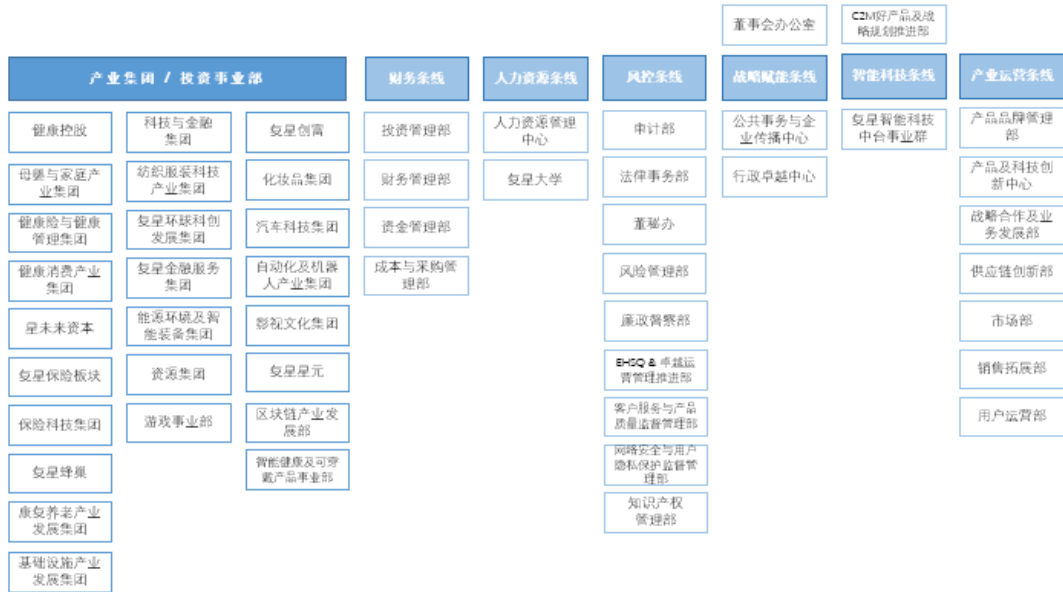 董事会办公室
C2M好产品及战
略规划推进部
产业集团 / 投资事业部
财务条线
人力资源条线
风控条线
战略赋能条线
智能科技条线
产业运营条线
健康控股
母婴与家庭产
业集团
健康险与健康
管理集团
健康消费产业
集团
星未来资本
复星保险板块
保险科技集团
复星蜂巢
康复养老产业
发展集团
基础设施产业
发展集团
科技与金融
集团
纺织服装科技
产业集团
复星环球科创
发展集团
复星金融服务
集团
能源环境及智
能装备集团
资源集团
游戏事业部
复星创富
化妆品集团
汽车科技集团
自动化及机器
人产业集团
影视文化集团
复星星元
区块链产业发
展部
智能健康及可穿
戴产品事业部
投资管理部
财务管理部
资金管理部
成本与采购管
理部
人力资源管理
中心
复星大学
审计部
法律事务部
董秘办
风险管理部
廉政督察部
EHSQ & 卓越运
营管理推进部
客户服务与产品
质量监督管理部
网络安全与用户
隐私保护监督管
理部
知识产权
管理部
公共事务与企
业传播中心
行政卓越中心
复星智能科技
中台事业群
产品品牌管理
部
产品及科技创
新中心
战略合作及业
务发展部
供应链创新部
市场部
销售拓展部
用户运营部